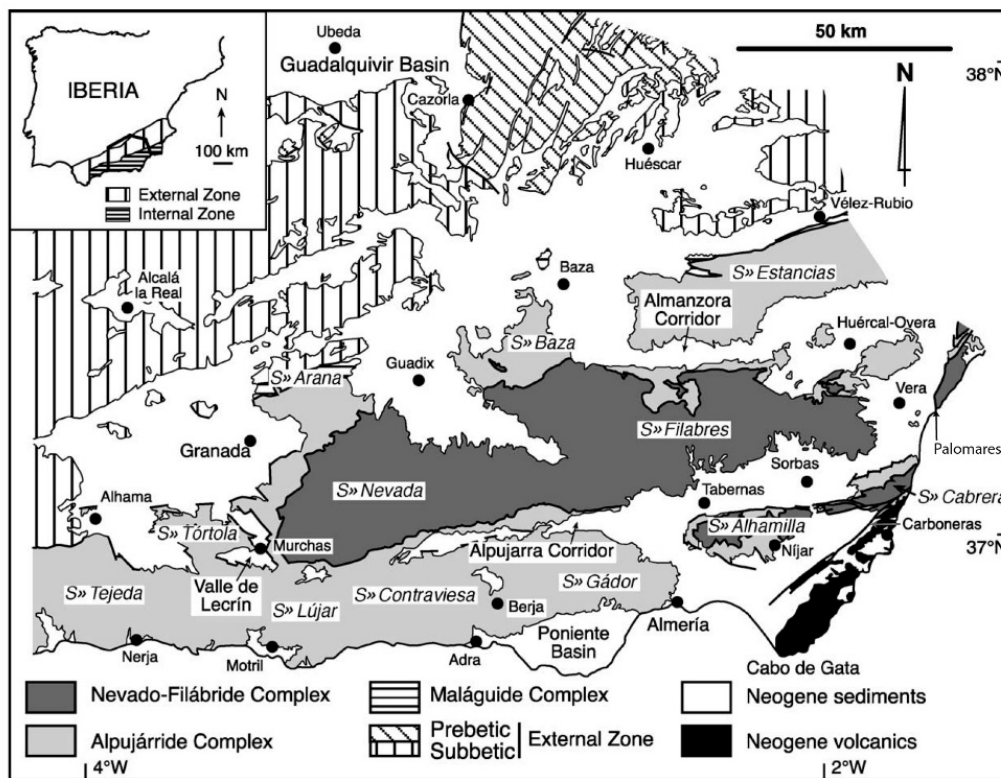 Ubeda
Guadalquivir Basin
50 km
38°N
N
IBERIA
N
100 km
External Zone
Internal Zone
Cazorla
Huéscar
Vélez-Rubio
Alcalá
la Real
Baza
S» Estancias
Almanzora
Corridor
Huércal-Overa
S» Baza
Guadix
S» Arana
Vera
Granada
S» Filabres
Palomares
Sorbas
S» Nevada
Tabernas
S» Cabrera
Alhama
S» Tórtola
S» Alhamilla
Carboneras
Murchas
Alpujarra Corridor
Níjar
37°N
Valle de
Lecrín
S» Tejeda
S» Contraviesa
S» Gádor
S» Lújar
Berja
Almería
Poniente
Basin
Nerja
Motril
Adra
Cabo de Gata
Nevado-Filábride Complex
Maláguide Complex
Neogene sediments
Alpujárride Complex
Prebetic
Subbetic
External Zone
Neogene volcanics
4°W
2°W